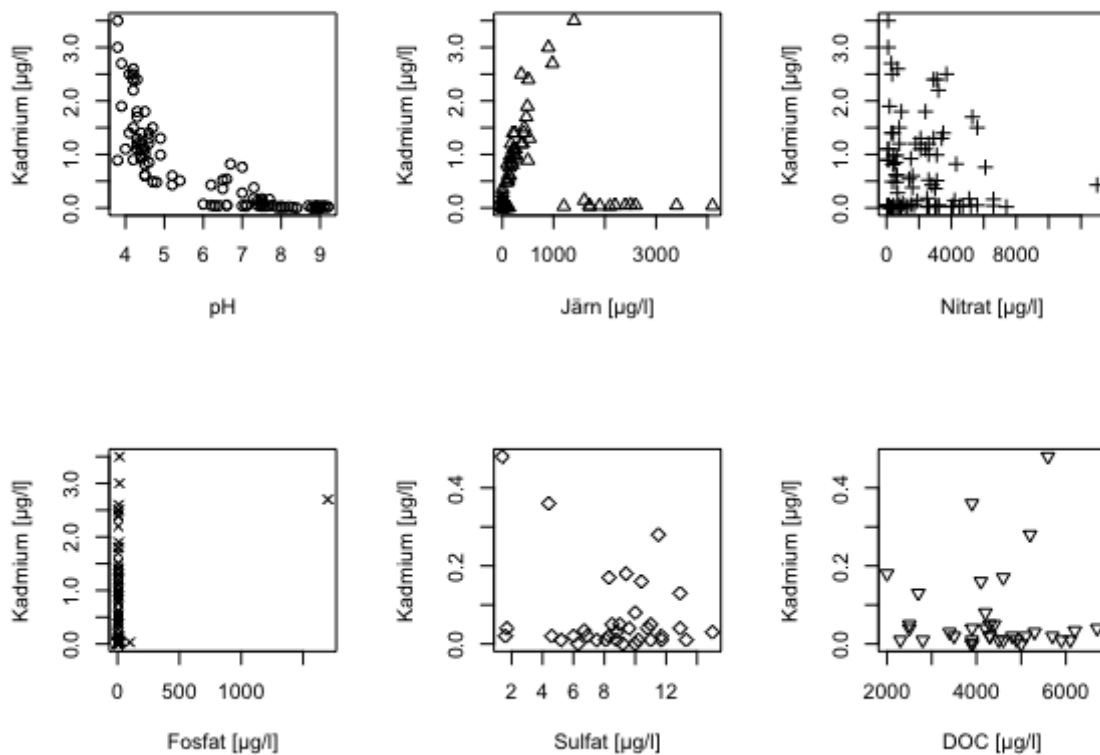 Kadmium [µg/l]
0.0 1.0 2.0 3.0
4 5 6 7 8 9
pH
Kadmium [µg/l]
0.0 1.0 2.0 3.0
0 1000 3000
Järn [µg/l]
Kadmium [µg/l]
0.0 1.0 2.0 3.0
0 4000 8000
Nitrat [µg/l]
Kadmium [µg/l]
0.0 1.0 2.0 3.0
0 500 1000
Fosfat [µg/l]
Kadmium [µg/l]
0.0 0.2 0.4
2 4 6 8 12
Sulfat [µg/l]
Kadmium [µg/l]
0.0 0.2 0.4
2000 4000 6000
DOC [µg/l]